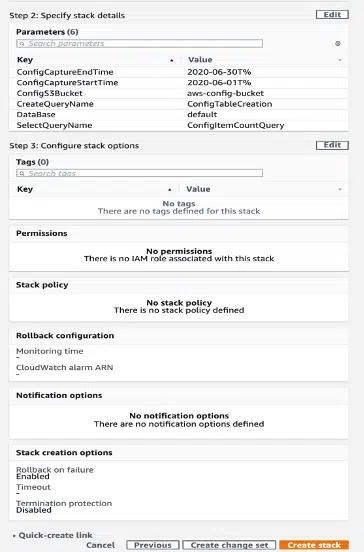 Step 2: Specify stack details
Edit
Parameters (6)
Search parameters
Key Value
ConfigCaptureEndTime 2020-06-30T%
ConfigCaptureStartTime 2020-06-01T%
ConfigS3Bucket aws-config-bucket
CreateQueryName ConfigTableCreation
DataBase default
SelectQueryName ConfigItemCountQuery
Step 3: Configure stack options
Edit
Tags (0)
Search tags
Key Value
No tags
There are no tags defined for this stack
Permissions
No permissions
There is no IAM role associated with this stack
Stack policy
No stack policy
There is no stack policy defined
Rollback configuration
Monitoring time
-
CloudWatch alarm ARN
-
Notification options
No notification options
There are no notification options defined
Stack creation options
Rollback on failure
Enabled
Timeout
-
Termination protection
Disabled
Quick-create link
Cancel Previous Create change set Create stack